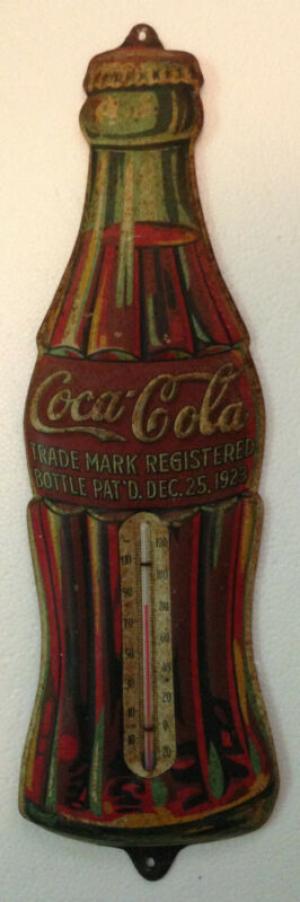 Coca-Cola
TRADE MARK REGISTERED
BOTTLE PAT'D. DEC. 25, 1923